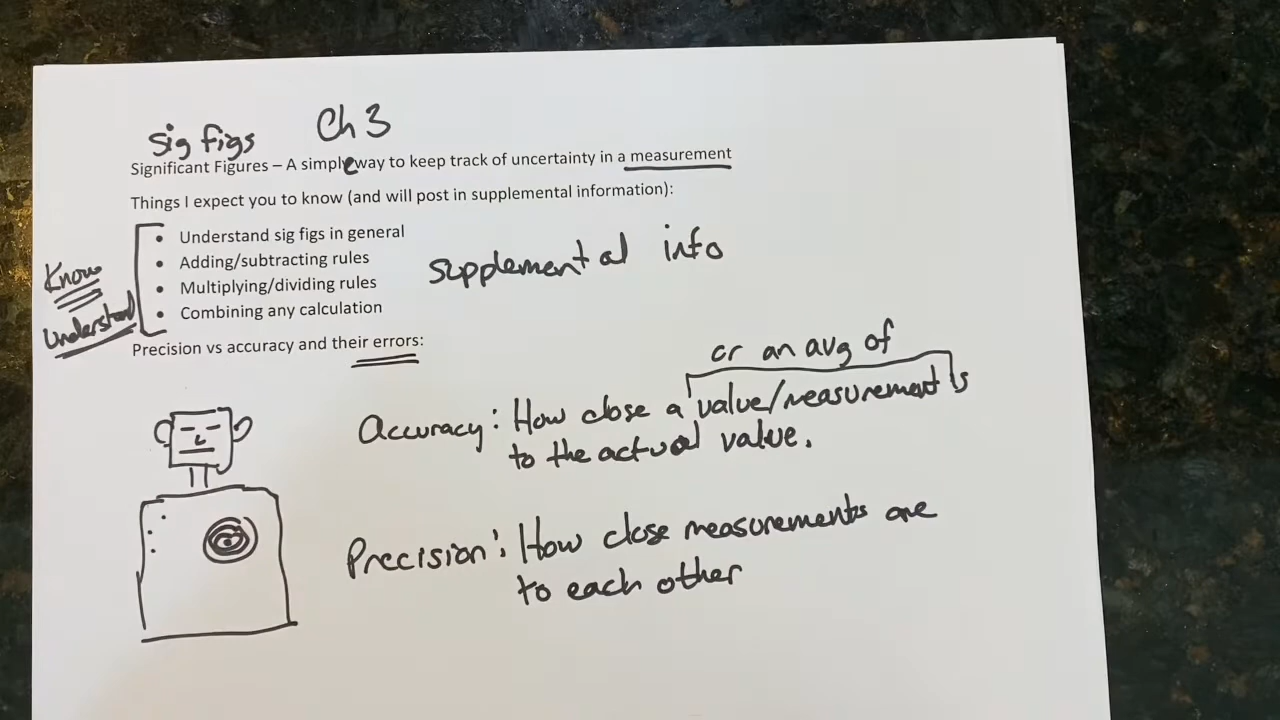 Sig figs Ch 3
Significant Figures – A simple way to keep track of uncertainty in a measurement
Things I expect you to know (and will post in supplemental information):
• Understand sig figs in general
• Adding/subtracting rules
• Multiplying/dividing rules
• Combining any calculation
Know
Understand
supplemental info
Precision vs accuracy and their errors:
or an avg of
Accuracy: How close a value/measurement is
to the actual value.
Precision: How close measurements are
to each other